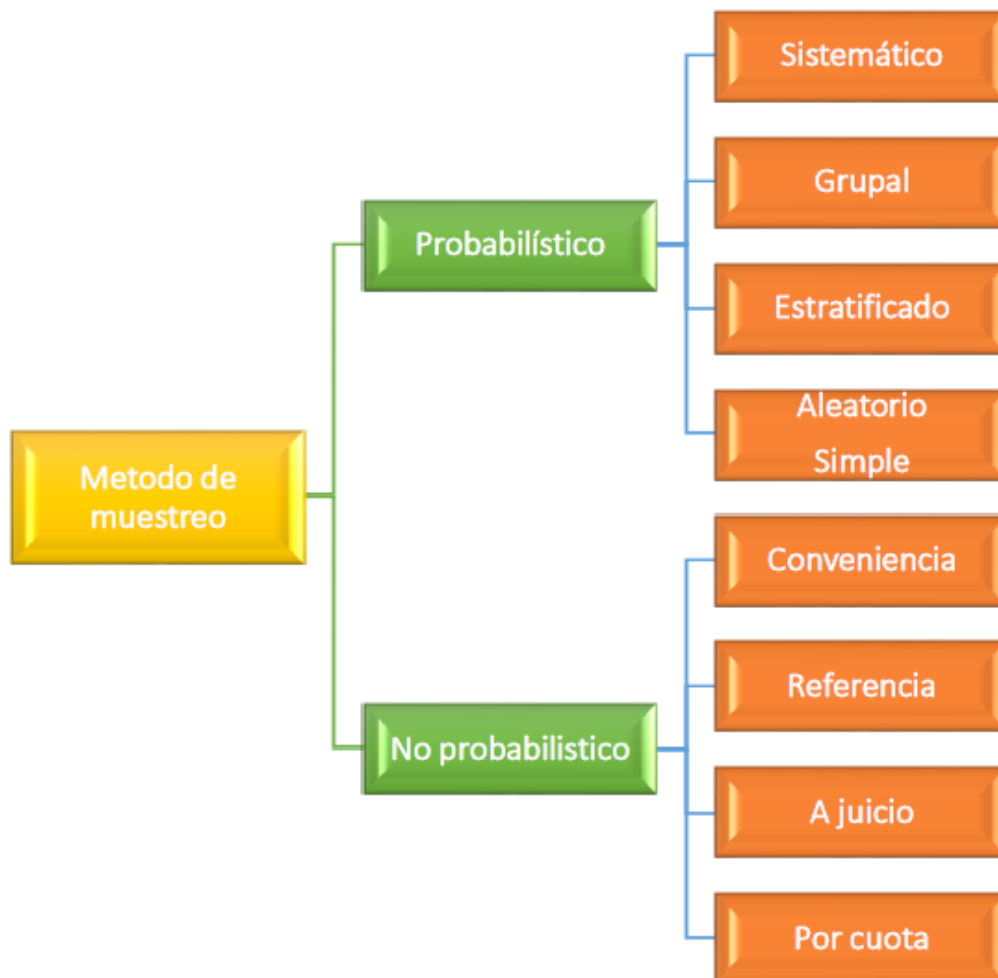 Metodo de
muestreo
Probabilístico
Sistemático
Grupal
Estratificado
Aleatorio
Simple
No probabilistico
Conveniencia
Referencia
A juicio
Por cuota